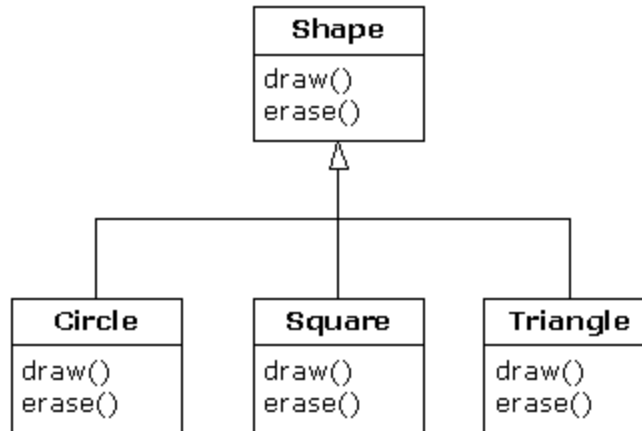 Shape
draw()
erase()
Circle
draw()
erase()
Square
draw()
erase()
Triangle
draw()
erase()